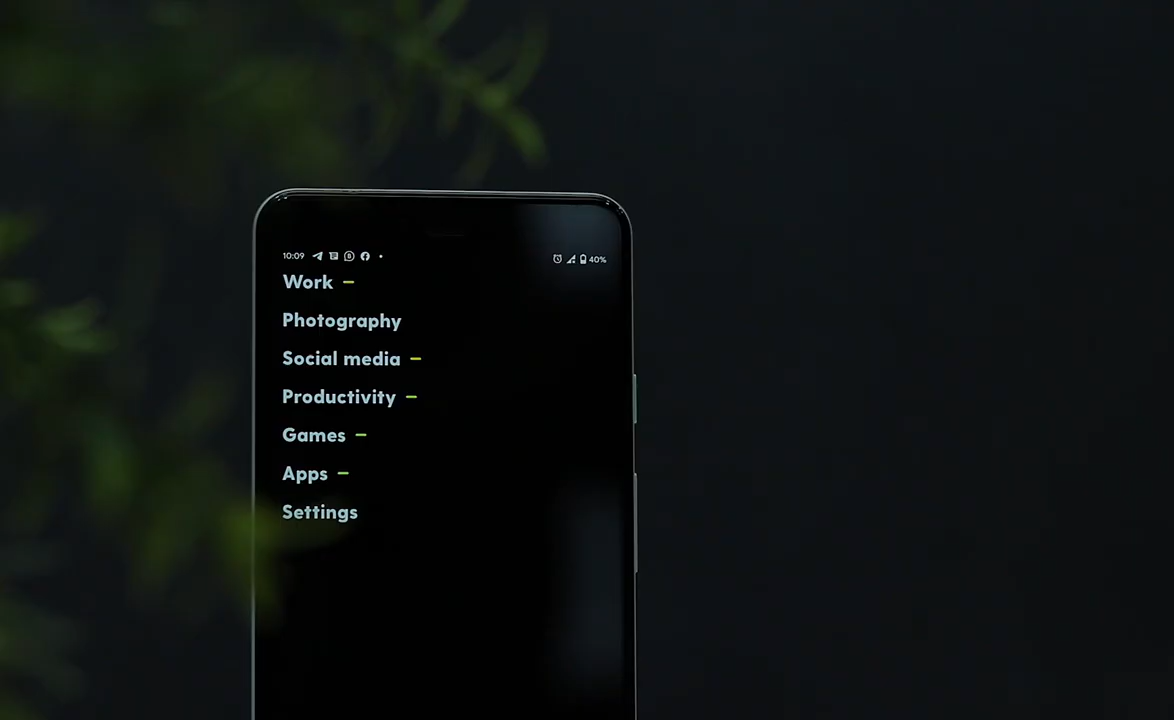 10:09 40%
Work
Photography
Social media
Productivity
Games
Apps
Settings